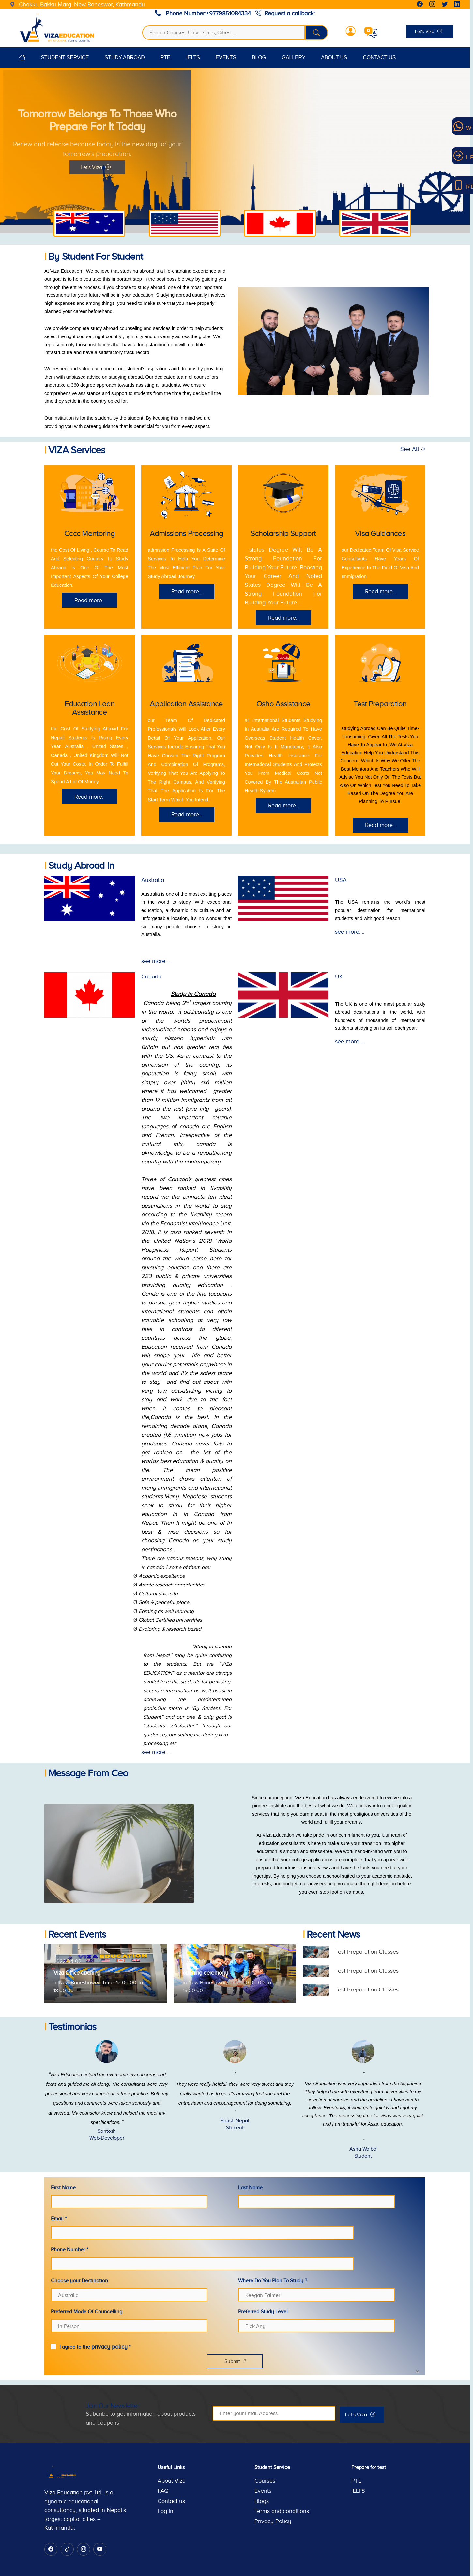 Chakku Bakku Marg, New Baneswor, Kathmandu
Phone Number:+9779851084334 Request a callback:
VIZA EDUCATION
Search Courses, Universities, Cities..
Let's Viza
STUDENT SERVICE STUDY ABROAD PTE IELTS EVENTS BLOG GALLERY ABOUT US CONTACT US
Tomorrow Belongs To Those Who
Prepare For It Today
Renew and release because today is the new day for your
tomorrow's preparation.
Let's Viza
By Student For Student
At Viza Education , We believe that studying abroad is a life-changing experience and
our goal is to help you take this important step in the best possible way by guiding you
through the entire process. If you choose to study abroad, one of the most important
investments for your future will be in your education. Studying abroad usually involves
high expenses and among things, you need to make sure that you have properly
planned your career beforehand.
We provide complete study abroad counseling and services in order to help students
select the right course , right country , right city and university across the globe. We
represent only those institutions that have a long-standing goodwill, credible
infrastructure and have a satisfactory track record
We respect and value each one of our student's aspirations and dreams by providing
them with unbiased advice on studying abroad. Our dedicated team of counsellors
undertake a 360 degree approach towards assisting all students. We ensure
comprehensive assistance and support to students from the time they decide the time
they settle in the country opted for.
Our Institution is for the student, by the student. By keeping this in mind we are
providing you with career guidance that is beneficial for you from every aspect.
VIZA Services
See All ->
Cccc Mentoring
the Cost Of Living , Course To Read
And Selecting Country To Study
Abroad Is One Of The Most
Important Aspects Of Your College
Education.
Read more..
Admissions Processing
admission Processing Is A Suite Of
Services To Help You Determine
The Most Efficient Plan For Your
Study Abroad Journey
Read more..
Scholarship Support
states Degree Will Be A
Strong Foundation For
Building Your Future, Boosting
Your Career And Noted
States Degree Will Be A
Strong Foundation For
Building Your Future.
Read more..
Visa Guidances
our Dedicated Team Of Visa Service
Consultants Have Years Of
Experience In The Field Of Visa And
Immigration.
Read more..
Education Loan
Assistance
the Cost Of Studying Abroad For
Nepali Students Is Rising Every
Year. Australia , United States ,
Canada , United Kingdom Will Not
Cut Your Costs. In Order To Fulfill
Your Dreams, You May Need To
Spend A Lot Of Money.
Read more..
Application Assistance
our Team Of Dedicated
Professionals Will Look After Every
Detail Of Your Application. Our
Services Include Ensuring That You
Have Chosen The Right Program
And Combination Of Programs,
Verifying That You Are Applying To
The Right Campus, And Verifying
That The Application Is For The
Start Term Which You Intend.
Read more..
Osho Assistance
all International Students Studying
In Australia Are Required To Have
Overseas Student Health Cover.
Not Only Is It Mandatory, It Also
Provides Health Insurance For
International Students And Protects
You From Medical Costs Not
Covered By The Australian Public
Health System
Read more..
Test Preparation
studying Abroad Can Be Quite Time-
consuming, Given All The Tests You
Have To Appear In. We At Viza
Education Help You Understand This
Concern, Which Is Why We Offer The
Best Mentors And Teachers Who Will
Advise You Not Only On The Tests But
Also On Which Test You Need To Take
Based On The Degree You Are
Planning To Pursue.
Read more..
Study Abroad In
Australia
Australia is one of the most exciting places
in the world to study. With exceptional
education, a dynamic city culture and an
unforgettable location, it's no wonder that
so many people choose to study in
Australia.
see more....
USA
The USA remains the world's most
popular destination for international
students and with good reason.
see more....
Canada
Study in Canada
Canada being 2nd largest country
in the world, it additionally is one
of the worlds predominant
industrialized nations and enjoys a
sturdy historic hyperlink with
Britain but has greater real ties
with the US. As in contrast to the
dimension of the country, its
population is fairly small with
simply over (thirty six) million
where it has welcomed greater
than 17 million immigrants from all
around the last (one fifty years).
The two important reliable
languages of canada are English
and French. Irrespective of the
cultural mix, canada is
acknowledge to be a revoultionary
country with the contemporary.
Three of Canada's greatest cities
have been ranked in livability
record via the pinnacle ten ideal
destinations in world to stay
according to the livability record
via the Economist Intelligence Unit,
2018. It is also ranked seventh in
the United Nation's 2018 'World
Happiness Report'. Students
around the world come here for
pursuing eduction and there are
223 public & private universities
providing quality education .
Canda is one of the fine locations
to pursue your higher studies and
international students can attain
valuable schooling at very low
fees in contrast to diferent
countries across the globe.
Education received from Canada
will shape your life and better
your carrier potentials anywhere in
the world and it's the safest place
to stay and find out about with
very low outsatnding vicinity to
stay and work due to the fact
when it comes to pleasant
life,Canada is the best. In the
remaining decade alone, Canada
created (1.6 )million new jobs for
graduates, Canada never fails to
get ranked on the list of the
worlds best education & quality on
life. The clean positive
environment draws attenton of
many immigrants and international
students.Many Nepalese students
seek to study for their higher
education in in Canada from
Nepal. Then it might be one of the
best & wise decisions so for
choosing Canada as your study
destinations .
There are various reasons, why study
in canada ? some of them are:
Ø Acadmic excellence
Ø Ample reseach oppurtunities
Ø Cultural diversity
Ø Safe & peaceful place
Ø Earning as well learning
Ø Global Certified universities
Ø Exploring & research based
"Study in canada
from Nepal" may be quite confusing
to the students. But we "VIZA
EDUCATION" as a mentor are always
available to the students for providing
accurate information as well assist in
achieving the predetermined
goals.Our motto is "By Student: For
Student" and our one & only goal is
"students satisfaction" through our
guidence,counselling,mentoring,viza
processing etc.
see more....
UK
The UK is one of the most popular study
abroad destinations in the world, with
hundreds of thousands of international
students studying on its soil each year.
see more....
Message From Ceo
Since our inception, Viza Education has always endeavored to evolve into a
pioneer institute and the best at what we do. We endeavor to render quality
services that help you earn a seat in the most prestigious universities of the
world and fulfill your dreams.
At Viza Education we take pride in our commitment to you. Our team of
education consultants is here to make sure your transition into higher
education is smooth and stress-free. We work hand-in-hand with you to
ensure that your college applications are complete, that you appear well
prepared for admissions interviews and have the facts you need at your
fingertips. By helping you choose a school suited to your academic aptitude,
interests, and budget, our advisers help you make the right decision before
you even step foot on campus.
Recent Events
Recent News
Test Preparation Classes
Test Preparation Classes
Test Preparation Classes
Testimonias
"Viza Education helped me overcome my concerns and
fears and guided me all along. The consultants were very
professional and very competent in their practice. Both my
questions and comments were taken seriously and
answered. My counselor knew and helped me meet my
specifications. "
Santosh
Web-Developer
"
They were really helpful, they were very sweet and they
really wanted us to go. It's amazing that you feel the
enthusiasm and encouragement for doing something.
Satish Nepal
Student
"
Viza Education was very supportive from the beginning
They helped me with everything from universities to my
selection of courses and the guidelines I have had to
follow. Eventually, it went quite quickly and I got my
acceptance. The processing time for visas was very quick
and I am thankful for Asian education.
Asha Waiba
Student
First Name Last Name
Email *
Phone Number *
Choose your Destination Where Do You Plan To Study ?
Australia Keegan Palmer
Preferred Mode Of Councelling Preferred Study Level
In-Person Pick Any
I agree to the privacy policy *
Submit
Subcribe to get information about products
and coupons
Enter your Email Address
Let's Viza
Viza Education pvt. ltd. is a
dynamic educational
consultancy, situated in Nepal's
largest capital cities –
Kathmandu.
Useful Links
About Viza
FAQ
Contact us
Log in
Student Service
Courses
Events
Blogs
Terms and conditions
Privacy Policy
Prepare for test
PTE
IELTS